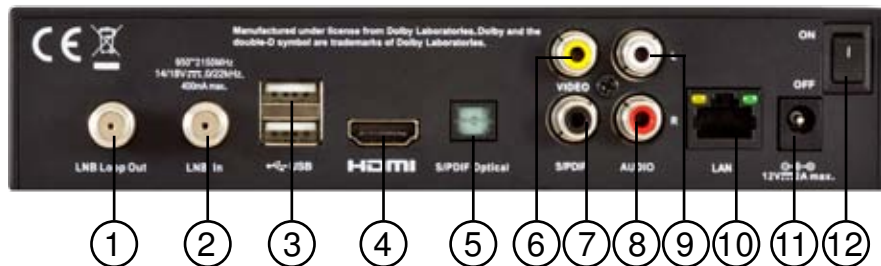 Manufactured under license from Dolby Laboratories. Dolby and the
double-D symbol are trademarks of Dolby Laboratories.
CE
950~2150MHz
14/18V⎓,0/22kHz,
400mA max.
ON
OFF
VIDEO
L
R
LNB Loop Out
LNB In
USB
HDMI
S/PDIF Optical
S/PDIF
AUDIO
LAN
12V⎓2A max.
1 2 3 4 5 6 7 8 9 10 11 12